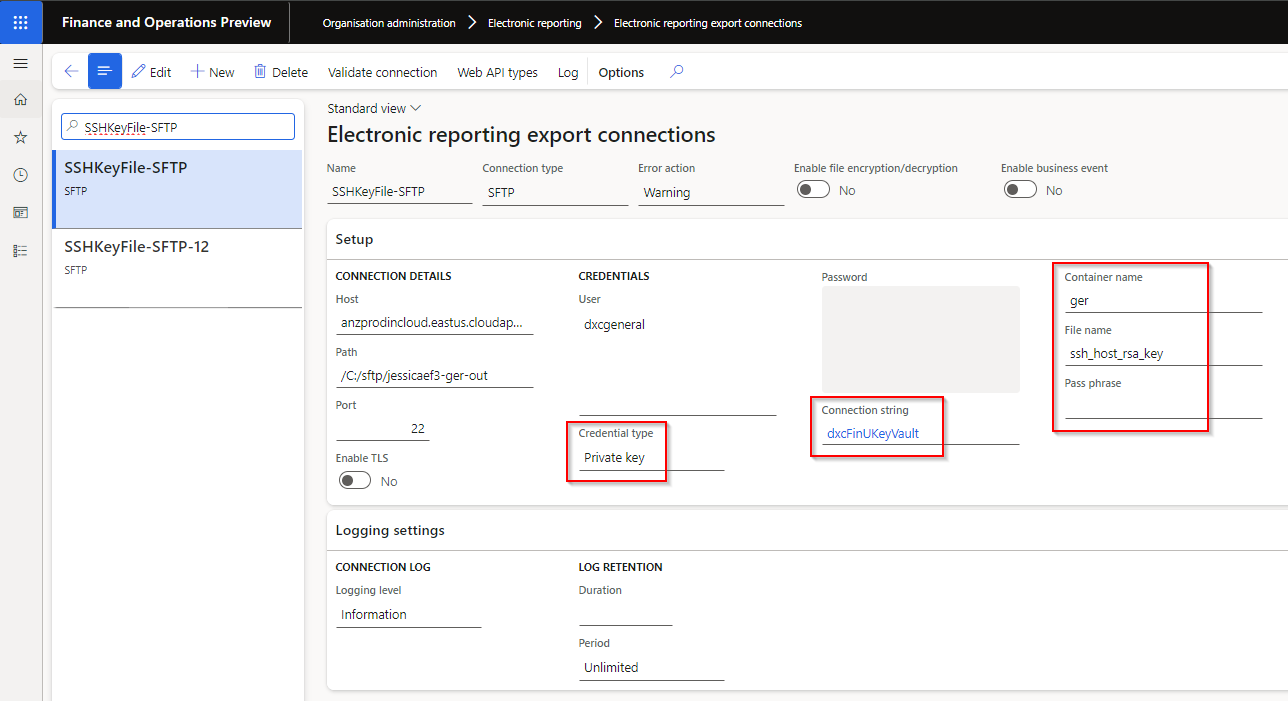 Finance and Operations Preview
Organisation administration
Electronic reporting
Electronic reporting export connections
Edit
New
Delete
Validate connection
Web API types
Log
Options
SSHKeyFile-SFTP
SSHKeyFile-SFTP
SFTP
SSHKeyFile-SFTP-12
SFTP
Standard view
Electronic reporting export connections
Name
SSHKeyFile-SFTP
Connection type
SFTP
Error action
Warning
Enable file encryption/decryption
No
Enable business event
No
Setup
CONNECTION DETAILS
Host
anzprodincloud.eastus.cloudap...
Path
/C:/sftp/jessicaef3-ger-out
Port
22
Enable TLS
No
CREDENTIALS
User
dxcgeneral
Credential type
Private key
Password
Connection string
dxcFinUKeyVault
Container name
ger
File name
ssh_host_rsa_key
Pass phrase
Logging settings
CONNECTION LOG
Logging level
Information
LOG RETENTION
Duration
Period
Unlimited